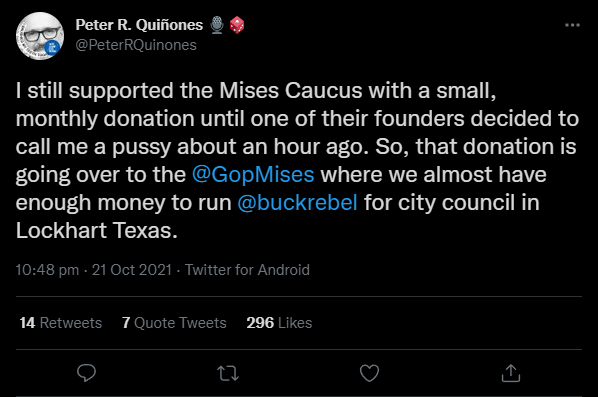 Peter R. Quiñones 🎙️🎲
@PeterRQuinones
I still supported the Mises Caucus with a small,
monthly donation until one of their founders decided to
call me a pussy about an hour ago. So, that donation is
going over to the @GopMises where we almost have
enough money to run @buckrebel for city council in
Lockhart Texas.
10:48 pm · 21 Oct 2021 · Twitter for Android
14 Retweets 7 Quote Tweets 296 Likes